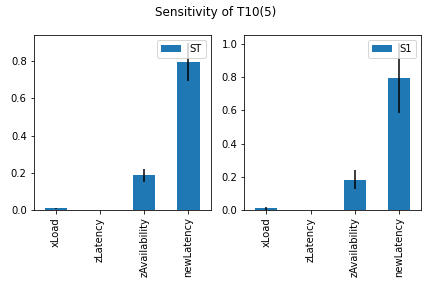 Sensitivity of T10(5)
ST
0.8
0.6
0.4
0.2
0.0
xLoad
zLatency
zAvailability
newLatency
S1
1.0
0.8
0.6
0.4
0.2
0.0
xLoad
zLatency
zAvailability
newLatency